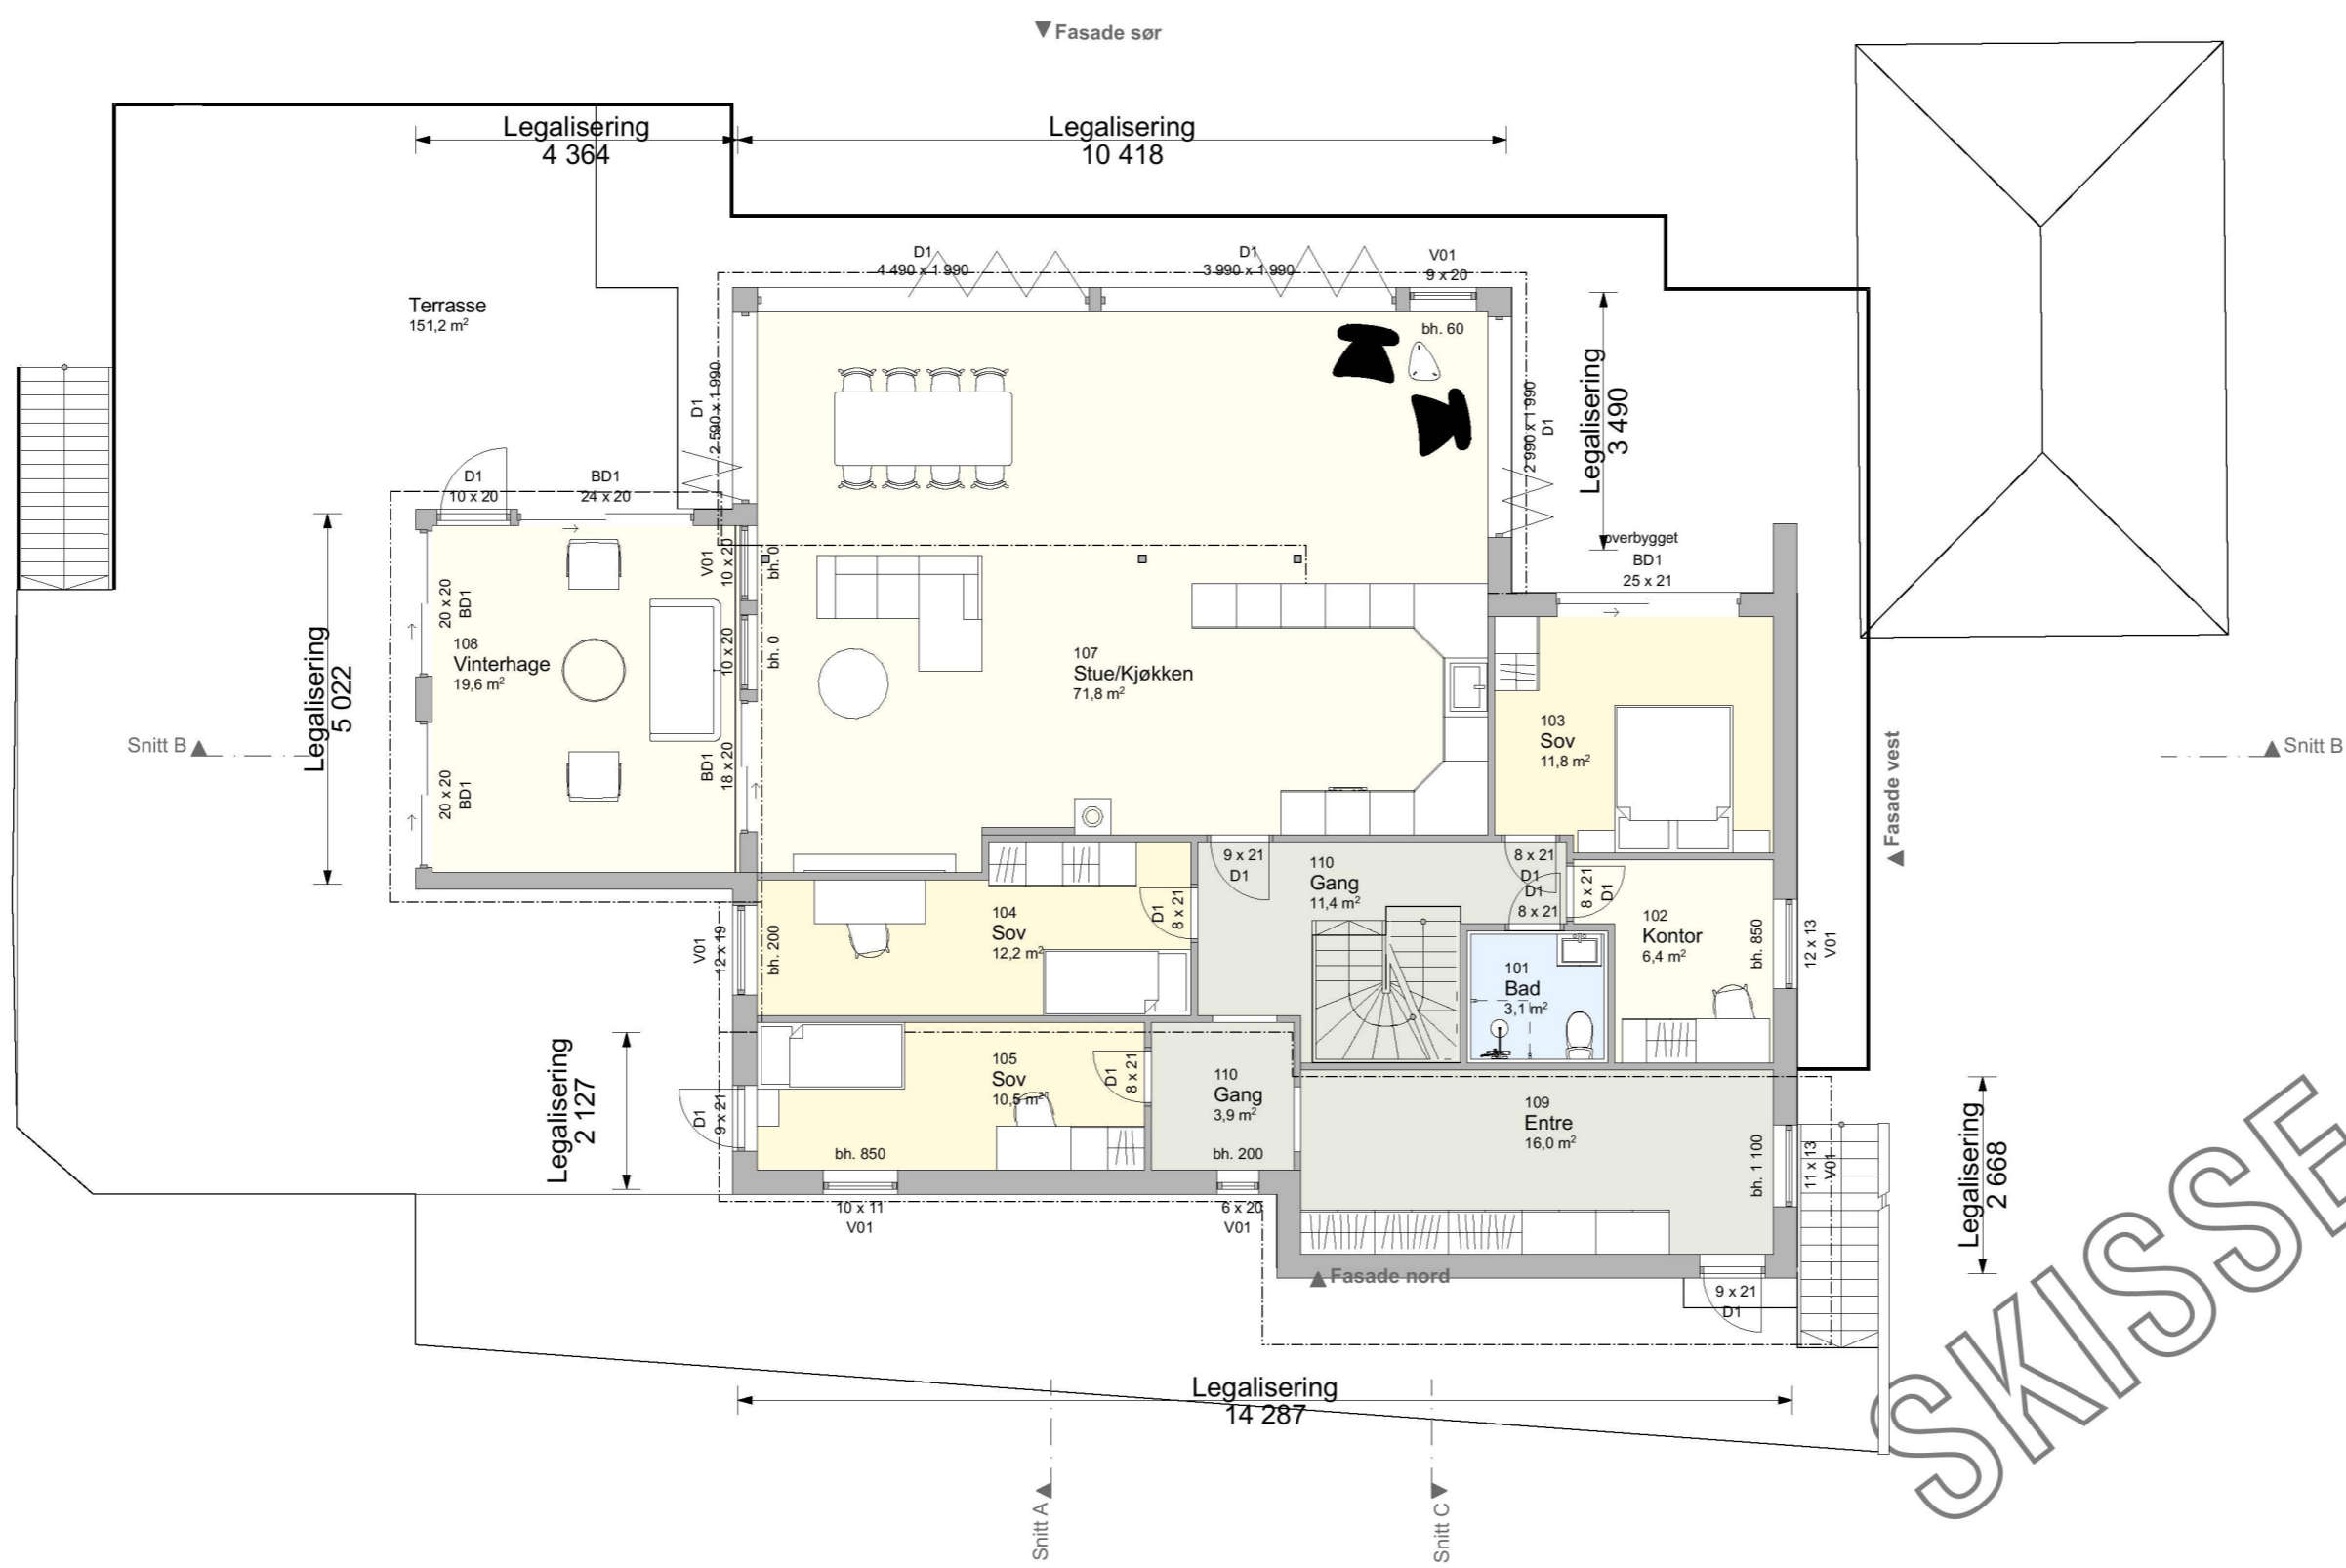 Fasade sør
Legalisering
4 364
Legalisering
10 418
D1
4 490 x 1 990
D1
3 990 x 1 990
V01
9 x 20
bh. 60
Terrasse
151,2 m²
D1
2 590 x 1 990
2 990 x 1 990
D1
Legalisering
3 490
overbygget
BD1
25 x 21
D1
10 x 20
BD1
24 x 20
V01
10 x 20
bh. 0
10 x 20
bh. 0
20 x 20
BD1
Legalisering
5 022
108
Vinterhage
19,6 m²
107
Stue/Kjøkken
71,8 m²
103
Sov
11,8 m²
Snitt B
Snitt B
Fasade vest
BD1
18 x 20
20 x 20
BD1
9 x 21
D1
110
Gang
11,4 m²
8 x 21
D1
D1
8 x 21
8 x 21
D1
102
Kontor
6,4 m²
bh. 850
12 x 13
V01
V01
12 x 19
bh. 200
104
Sov
12,2 m²
D1
8 x 21
101
Bad
3,1 m²
Legalisering
2 127
105
Sov
10,5 m²
D1
8 x 21
110
Gang
3,9 m²
109
Entre
16,0 m²
D1
9 x 21
bh. 850
bh. 200
bh. 1 100
11 x 13
V01
Legalisering
2 668
10 x 11
V01
6 x 20
V01
Fasade nord
9 x 21
D1
Legalisering
14 287
Snitt A
Snitt C
SKISSE